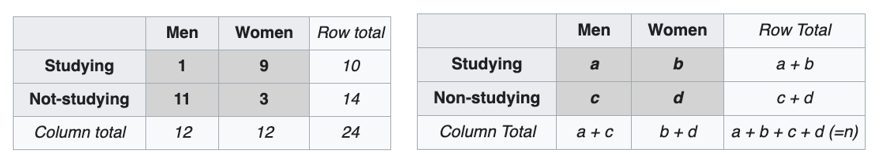 Men Women Row total
Studying 1 9 10
Not-studying 11 3 14
Column total 12 12 24
Men Women Row Total
Studying a b a + b
Non-studying c d c + d
Column Total a + c b + d a + b + c + d (=n)